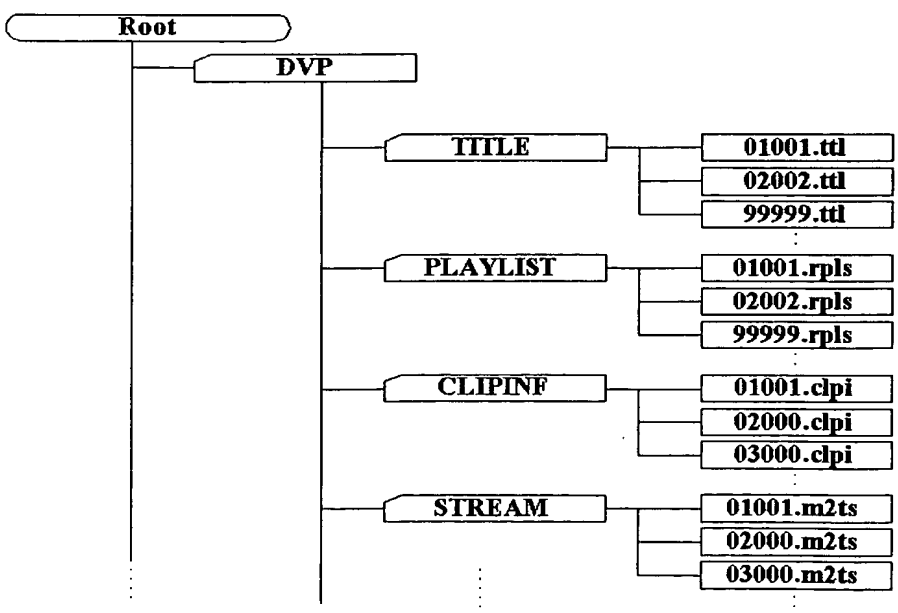 Root
DVP
TITLE
01001.ttl
02002.ttl
99999.ttl
PLAYLIST
01001.rpls
02002.rpls
99999.rpls
CLIPINF
01001.clpi
02000.clpi
03000.clpi
STREAM
01001.m2ts
02000.m2ts
03000.m2ts